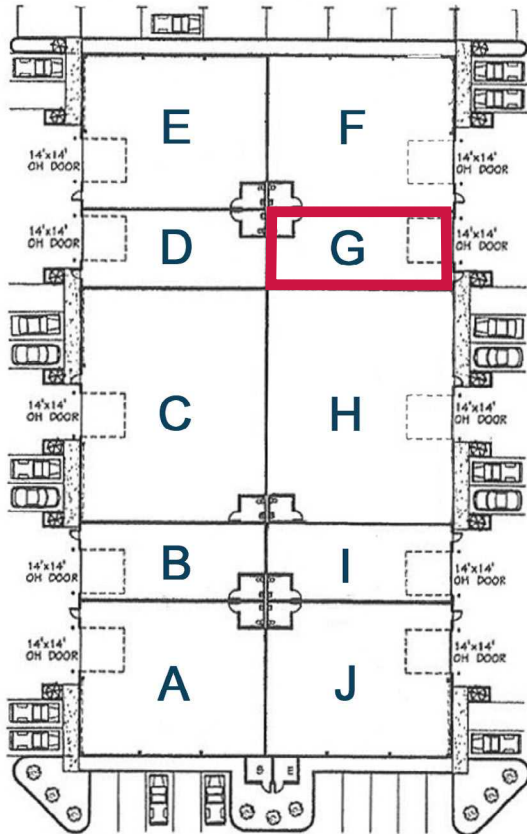 E
F
14'x14'
OH DOOR
14'x14'
OH DOOR
D
G
14'x14'
OH DOOR
14'x14'
OH DOOR
C
H
14'x14'
OH DOOR
14'x14'
OH DOOR
B
I
14'x14'
OH DOOR
14'x14'
OH DOOR
A
J
14'x14'
OH DOOR
14'x14'
OH DOOR
E